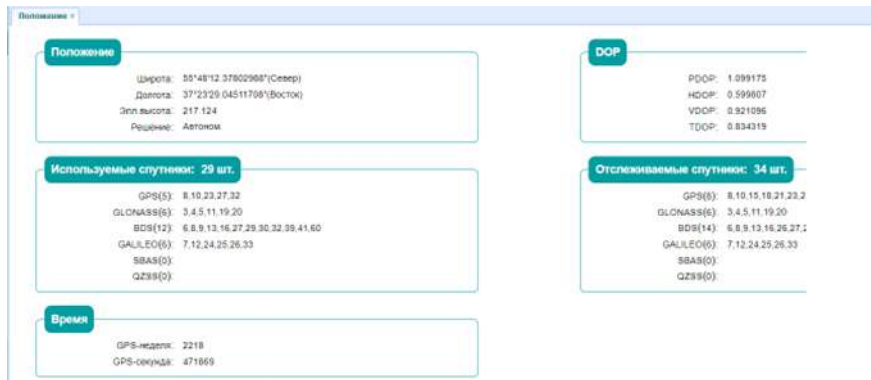 Положение ×
Положение
Широта: 55°48'12.37802988"(Север)
Долгота: 37°23'29.04511708"(Восток)
Элл.высота: 217.124
Решение: Автоном
DOP
PDOP: 1.099175
HDOP: 0.599807
VDOP: 0.921096
TDOP: 0.834319
Используемые спутники: 29 шт.
GPS(5): 8,10,23,27,32
GLONASS(6): 3,4,5,11,19,20
BDS(12): 6,8,9,13,16,27,29,30,32,39,41,60
GALILEO(6): 7,12,24,25,26,33
SBAS(0):
QZSS(0):
Отслеживаемые спутники: 34 шт.
GPS(8): 8,10,15,18,21,23,2
GLONASS(6): 3,4,5,11,19,20
BDS(14): 6,8,9,13,16,26,27,2
GALILEO(6): 7,12,24,25,26,33
SBAS(0):
QZSS(0):
Время
GPS-неделя: 2218
GPS-секунда: 471869